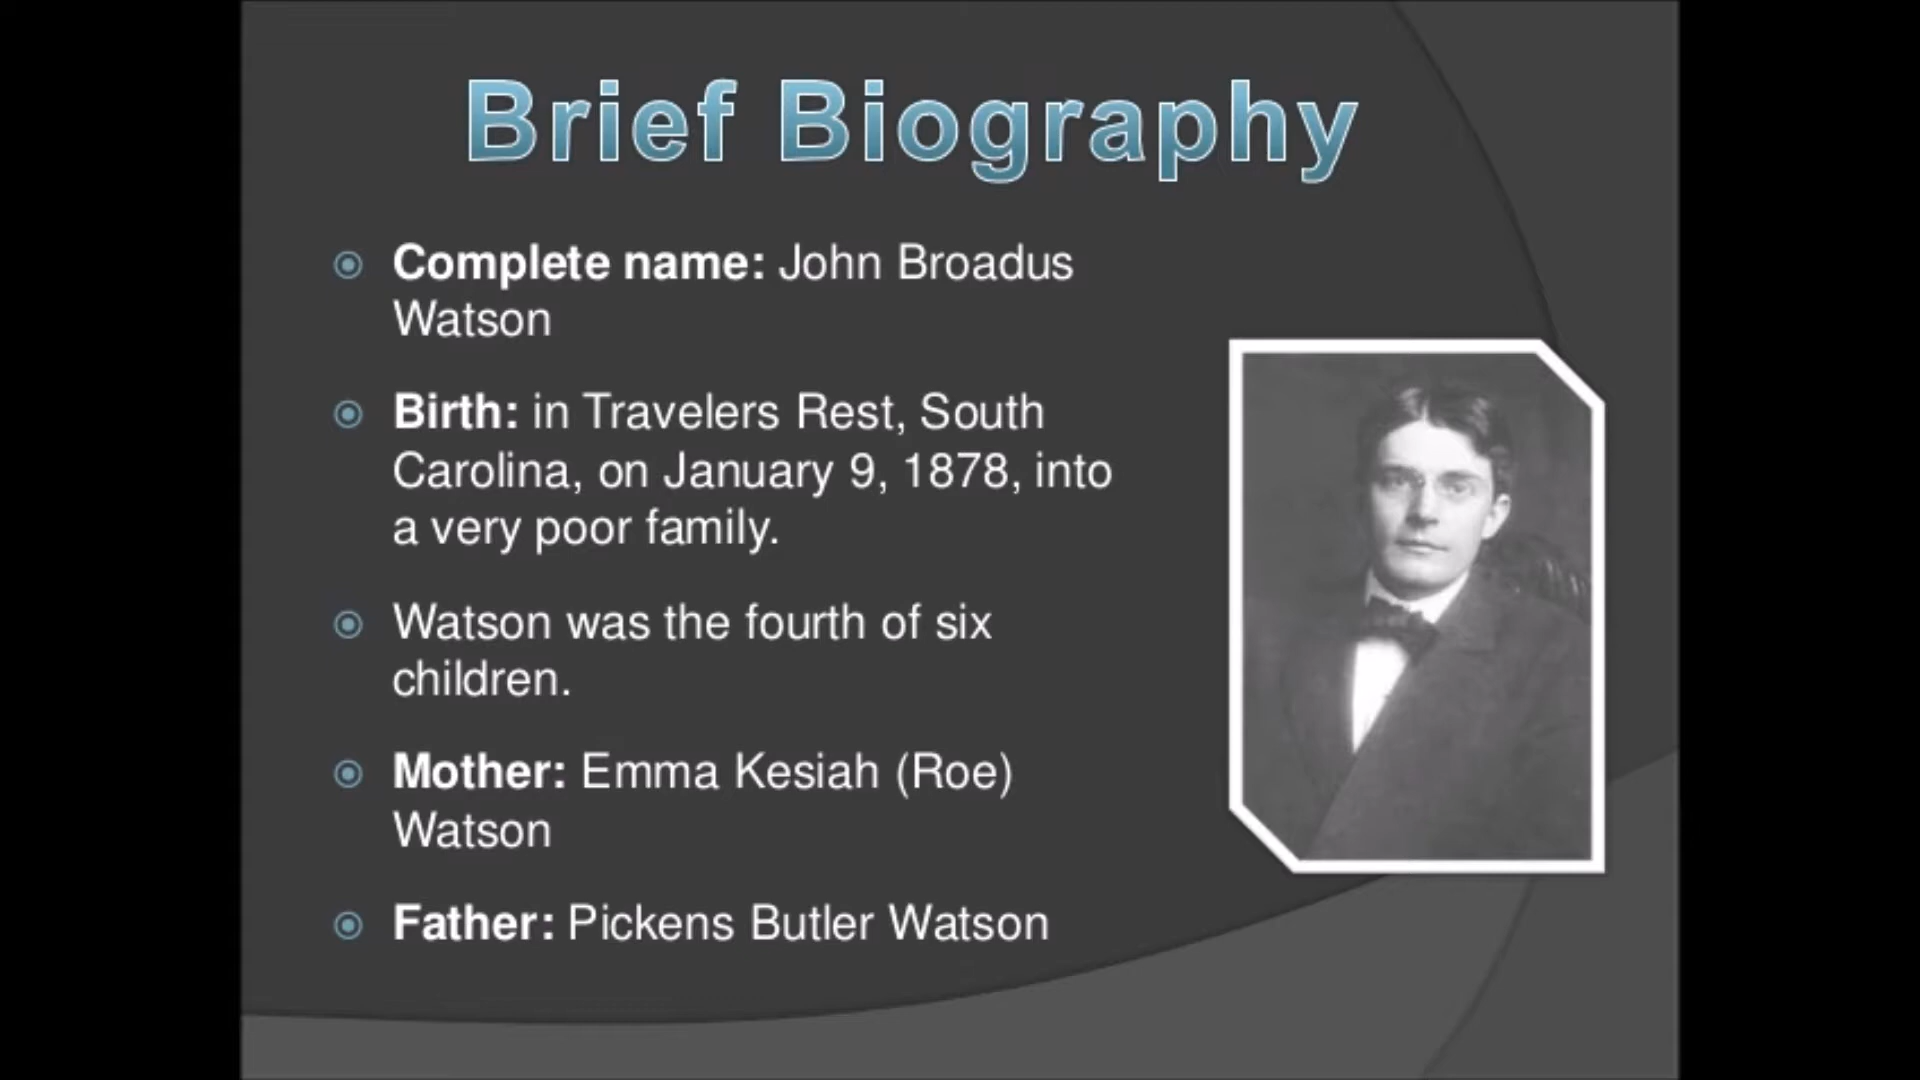 Brief Biography
Complete name: John Broadus
Watson
Birth: in Travelers Rest, South
Carolina, on January 9, 1878, into
a very poor family.
Watson was the fourth of six
children.
Mother: Emma Kesiah (Roe)
Watson
Father: Pickens Butler Watson